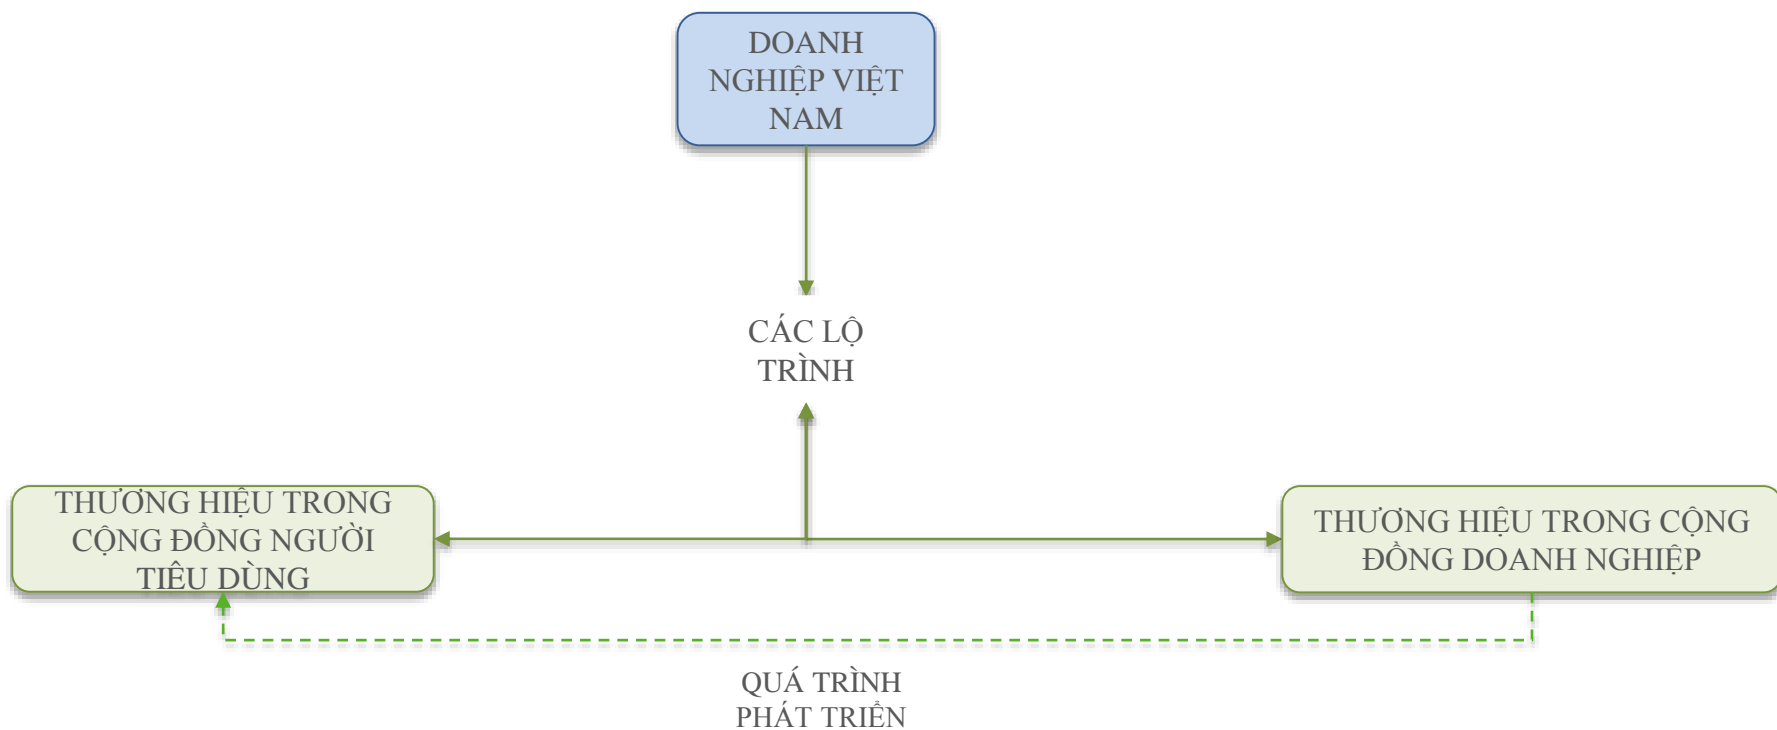 DOANH
NGHIỆP VIỆT
NAM
CÁC LỘ
TRÌNH
THƯƠNG HIỆU TRONG
CỘNG ĐỒNG NGƯỜI
TIÊU DÙNG
THƯƠNG HIỆU TRONG CỘNG
ĐỒNG DOANH NGHIỆP
QUÁ TRÌNH
PHÁT TRIỂN